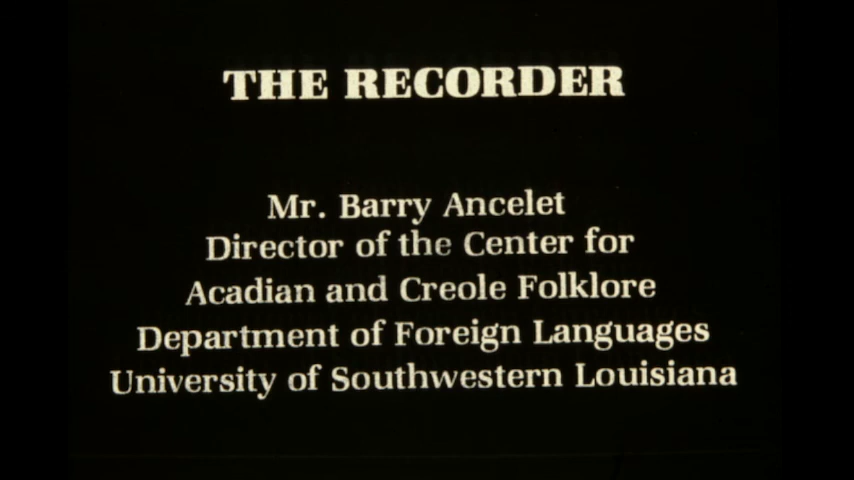 THE RECORDER
Mr. Barry Ancelet
Director of the Center for
Acadian and Creole Folklore
Department of Foreign Languages
University of Southwestern Louisiana